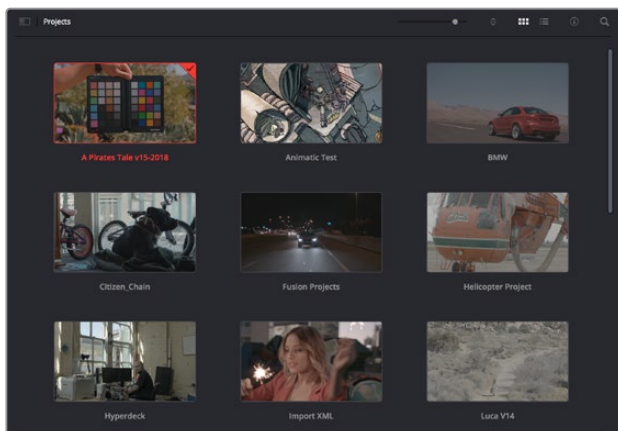 Projects
A Pirates Tale v15-2018
Animatic Test
BMW
Citizen_Chain
Fusion Projects
Helicopter Project
Hyperdeck
Import XML
Luca V14